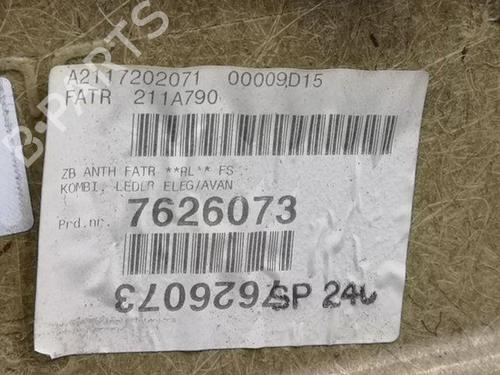 A2117202071 00009D15
FATR 211A790
ZB ANTH FATR **RL** FS
KOMBI. LEDER ELEG/AVAN
Prd.nr. 7626073
7626073
SP 240
B-PARTS